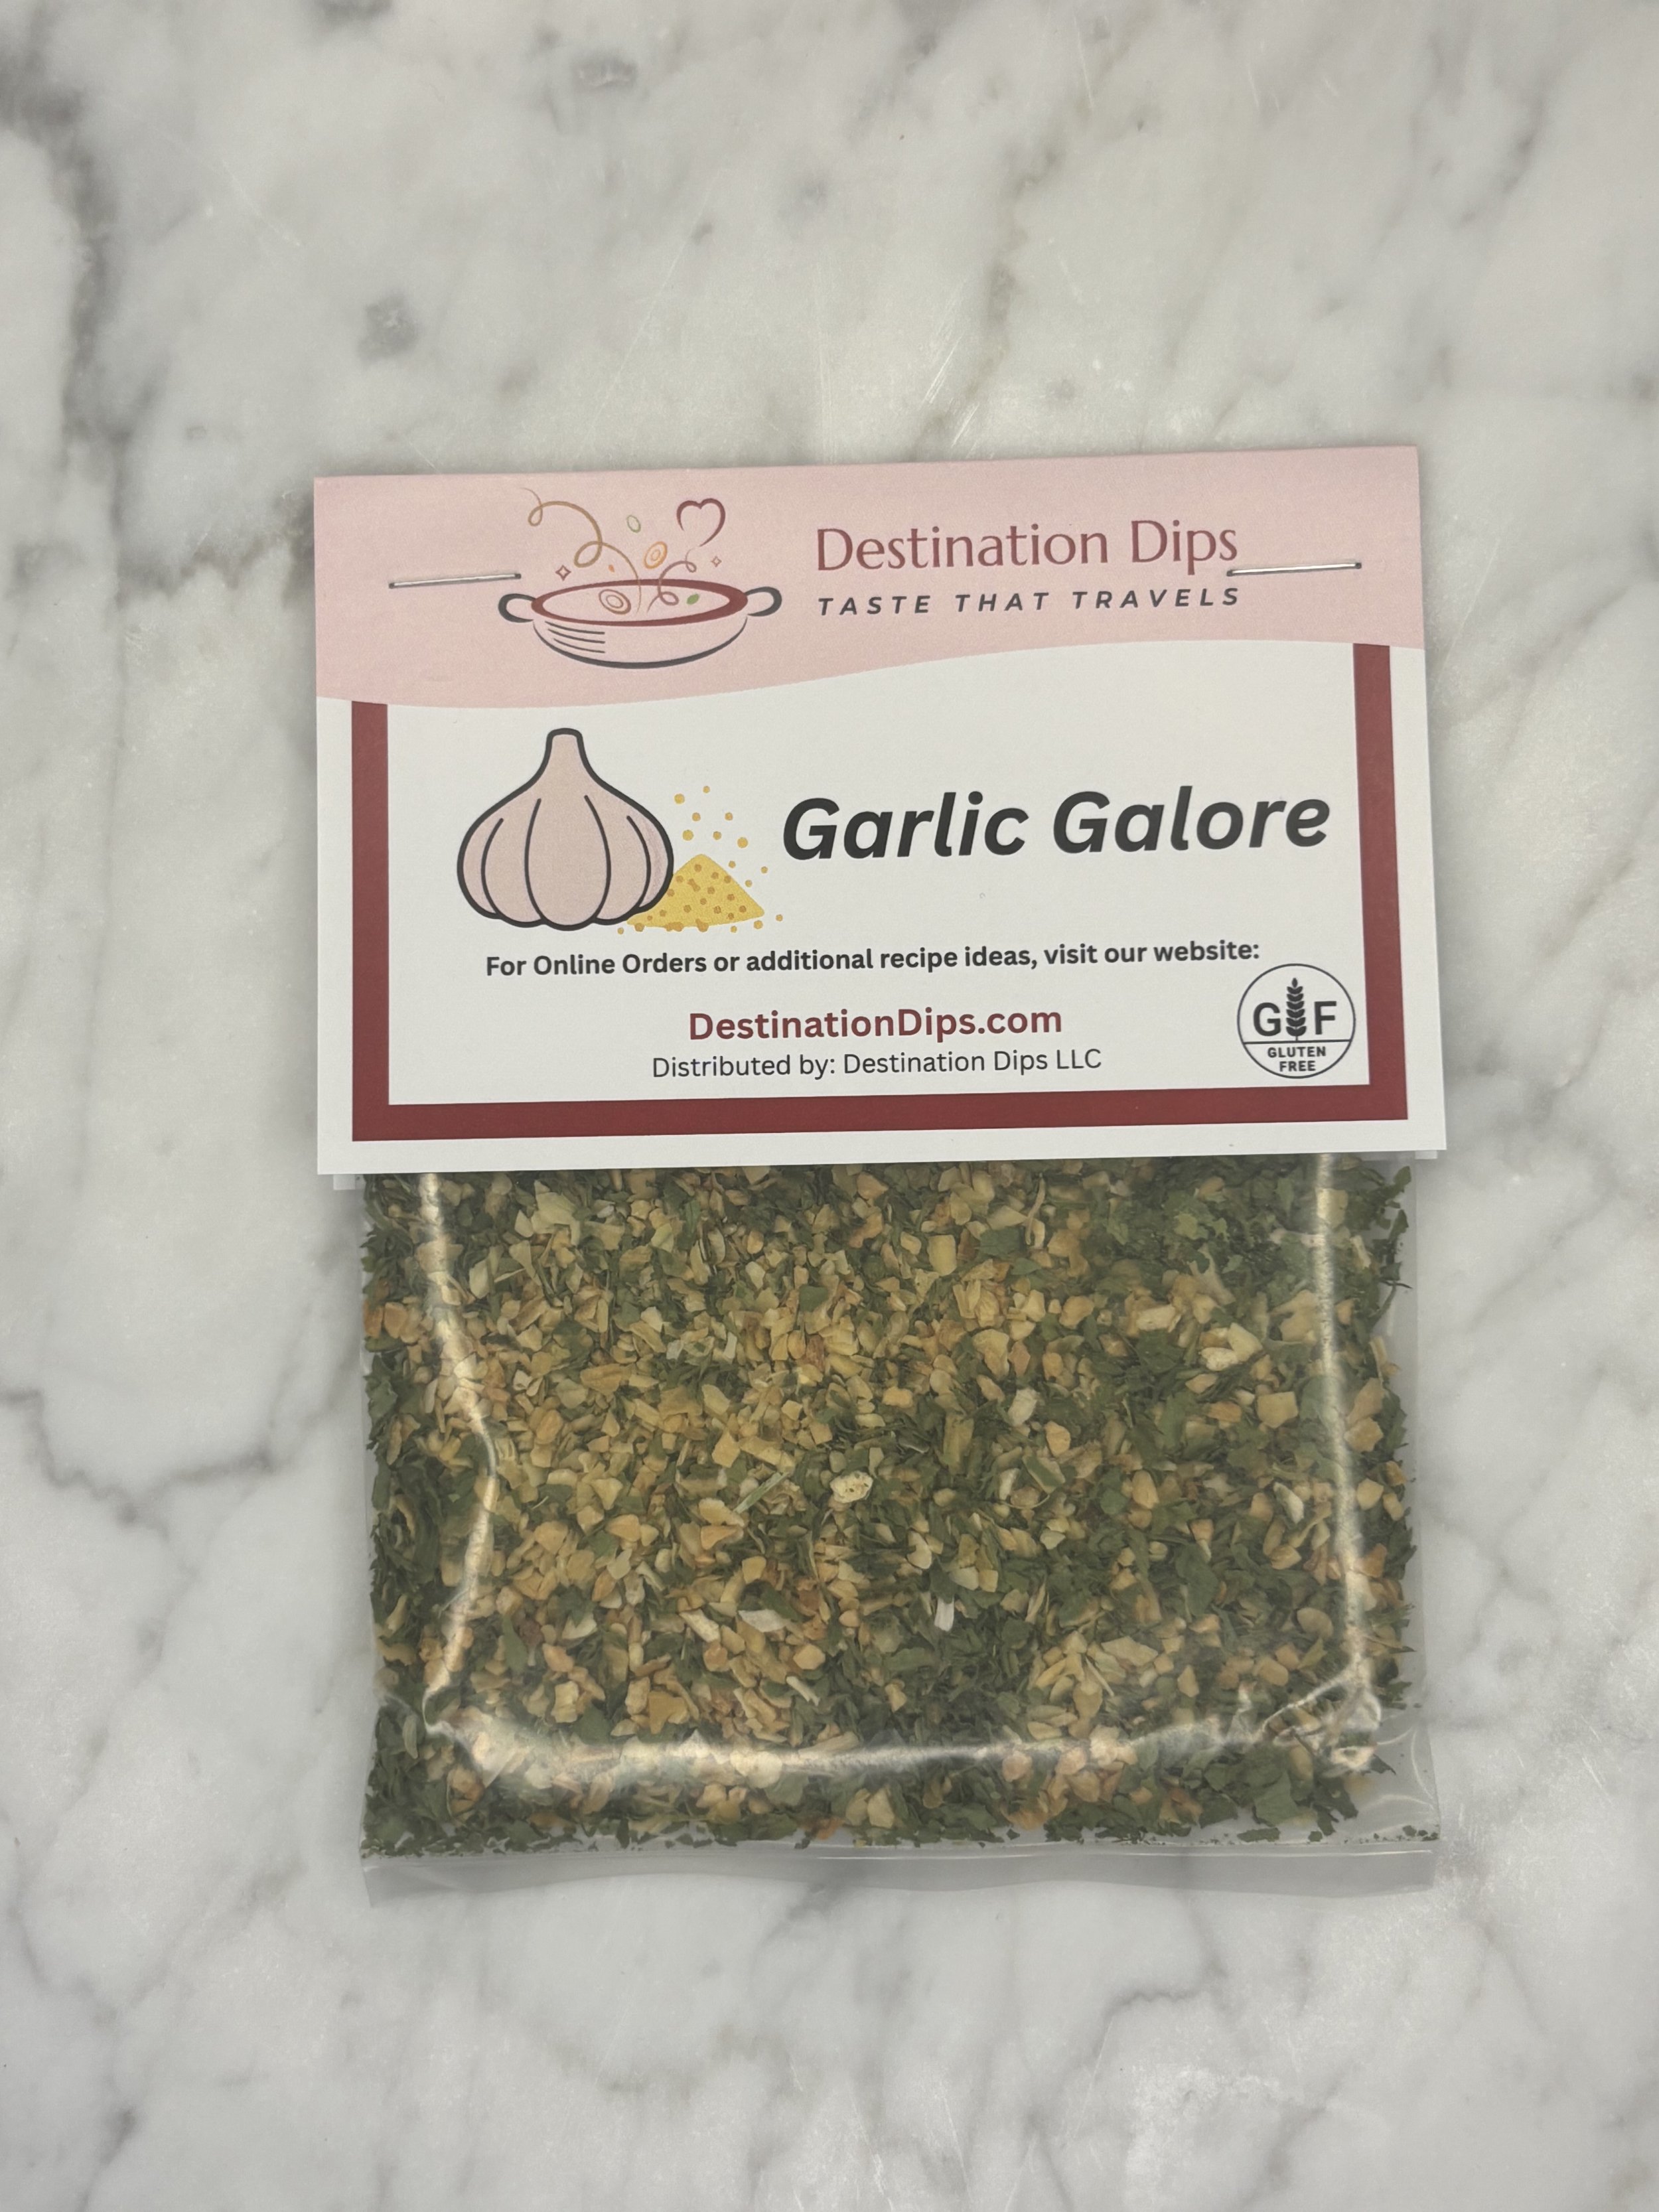 Destination Dips
TASTE THAT TRAVELS
Garlic Galore
For Online Orders or additional recipe ideas, visit our website:
DestinationDips.com
Distributed by: Destination Dips LLC
G F
GLUTEN
FREE